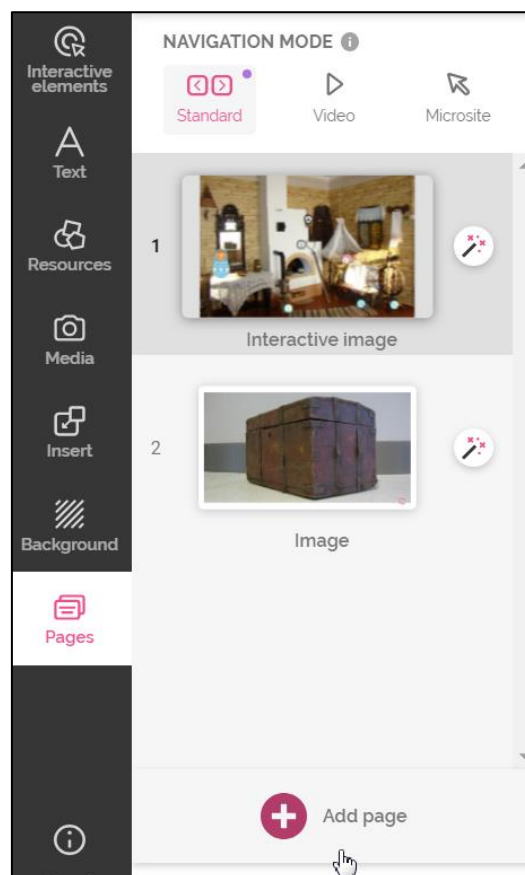 Interactive
elements
Text
Resources
Media
Insert
Background
Pages
NAVIGATION MODE
Standard
Video
Microsite
1
Interactive image
2
Image
Add page